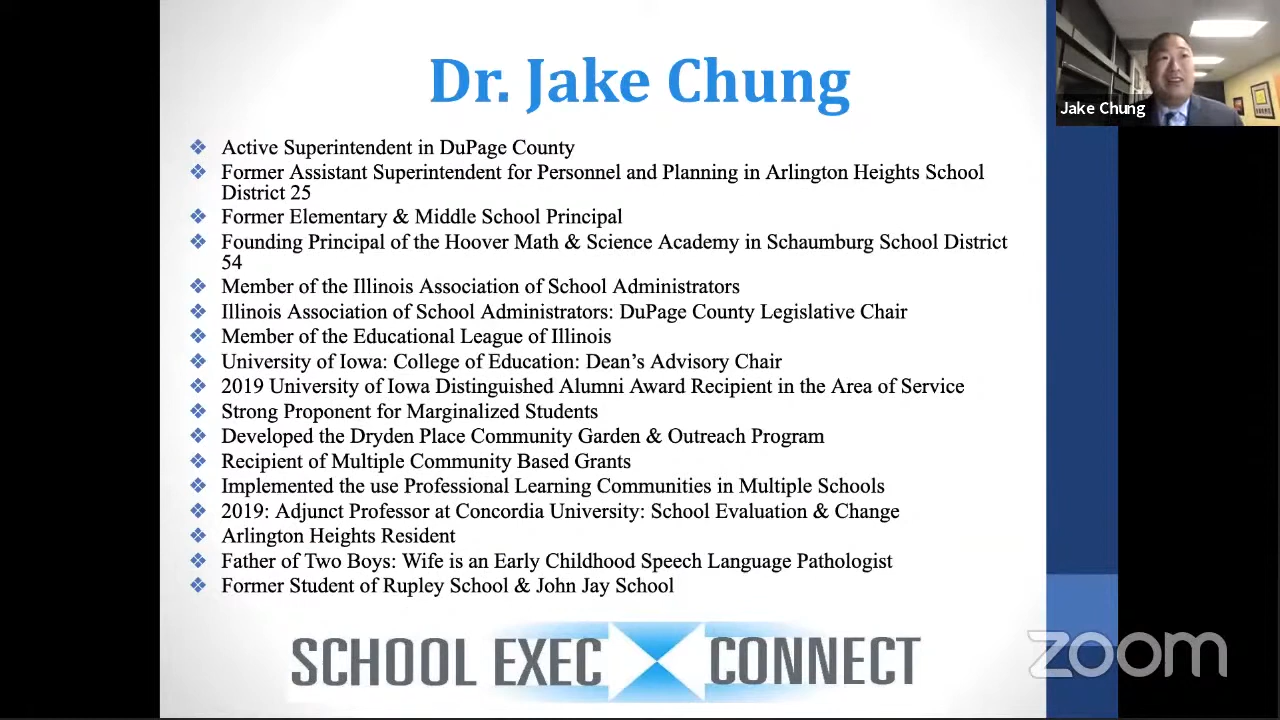 Dr. Jake Chung
Jake Chung
Active Superintendent in DuPage County
Former Assistant Superintendent for Personnel and Planning in Arlington Heights School
District 25
Former Elementary & Middle School Principal
Founding Principal of the Hoover Math & Science Academy in Schaumburg School District
54
Member of the Illinois Association of School Administrators
Illinois Association of School Administrators: DuPage County Legislative Chair
Member of the Educational League of Illinois
University of Iowa: College of Education: Dean’s Advisory Chair
2019 University of Iowa Distinguished Alumni Award Recipient in the Area of Service
Strong Proponent for Marginalized Students
Developed the Dryden Place Community Garden & Outreach Program
Recipient of Multiple Community Based Grants
Implemented the use Professional Learning Communities in Multiple Schools
2019: Adjunct Professor at Concordia University: School Evaluation & Change
Arlington Heights Resident
Father of Two Boys: Wife is an Early Childhood Speech Language Pathologist
Former Student of Rupley School & John Jay School
SCHOOL EXEC CONNECT
zoom